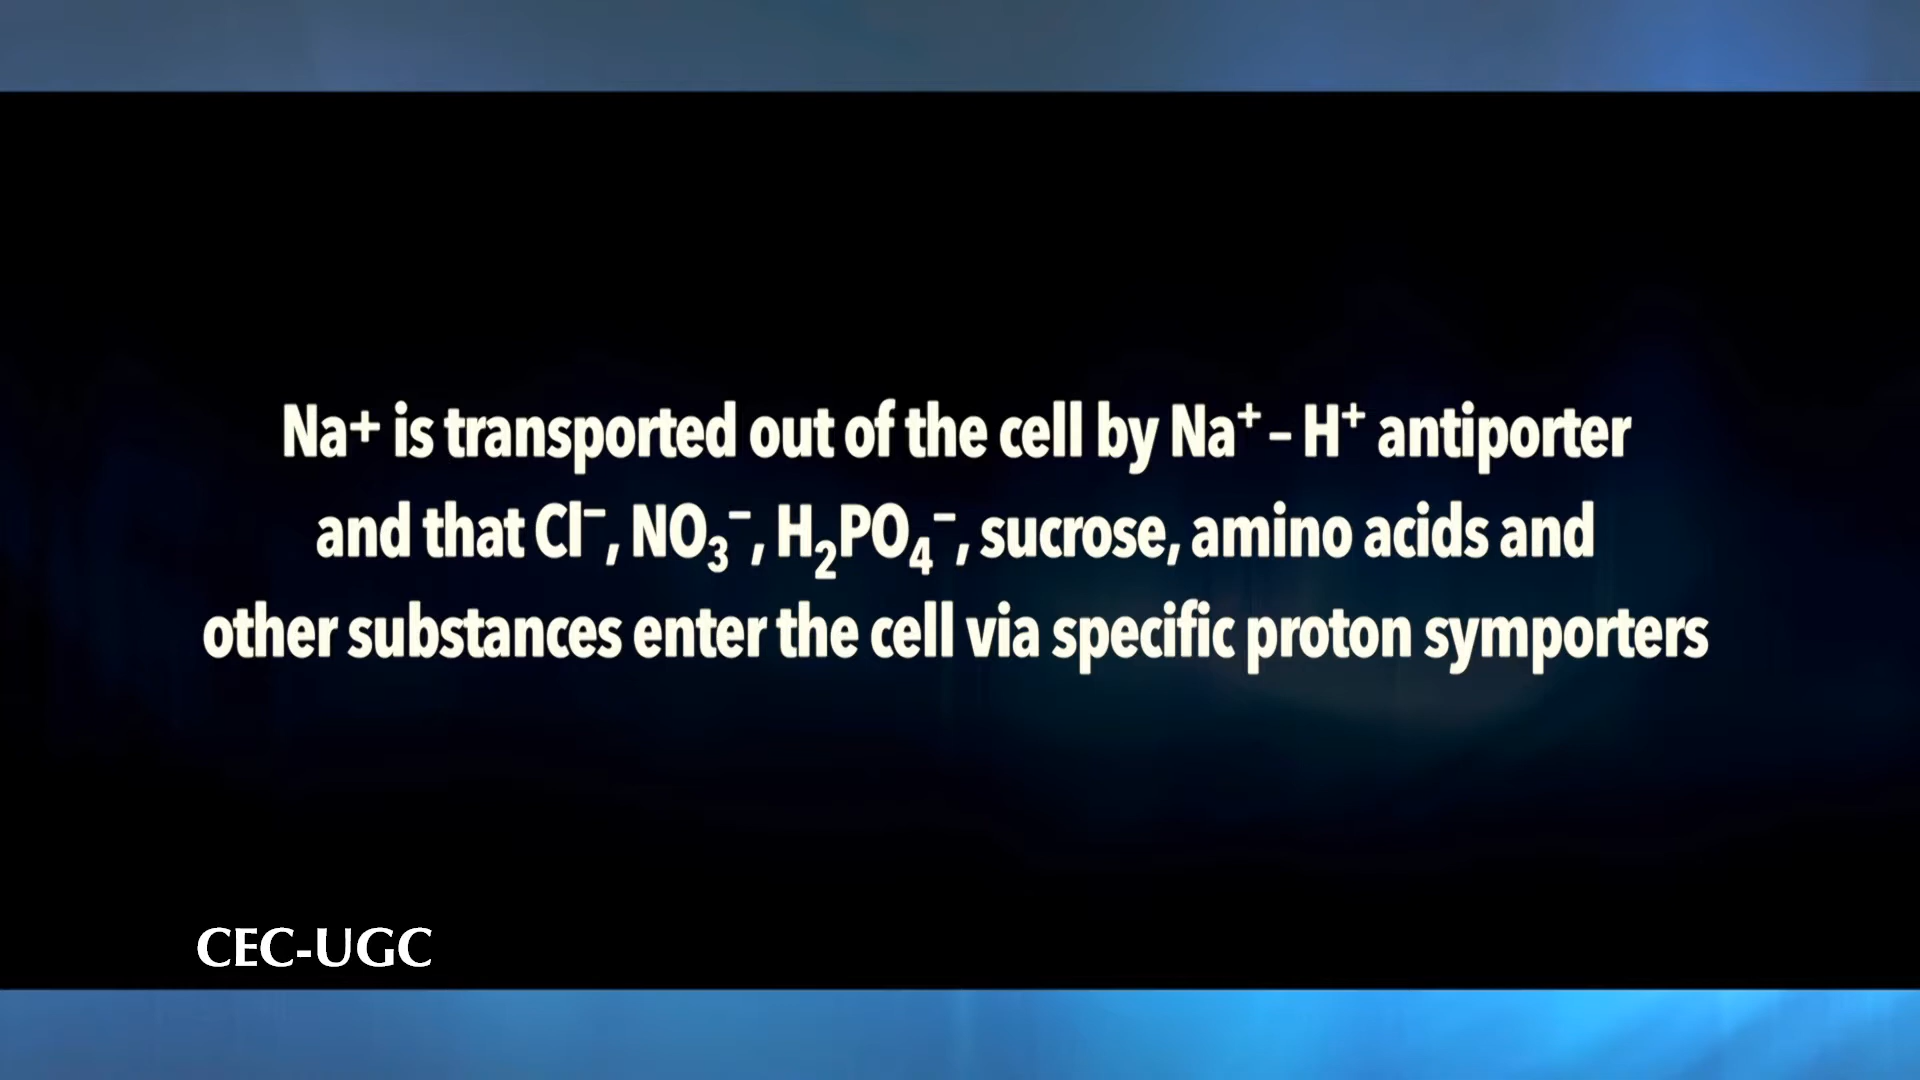 Na+ is transported out of the cell by Na⁺ – H⁺ antiporter
and that Cl⁻, NO₃⁻, H₂PO₄⁻, sucrose, amino acids and
other substances enter the cell via specific proton symporters
CEC-UGC